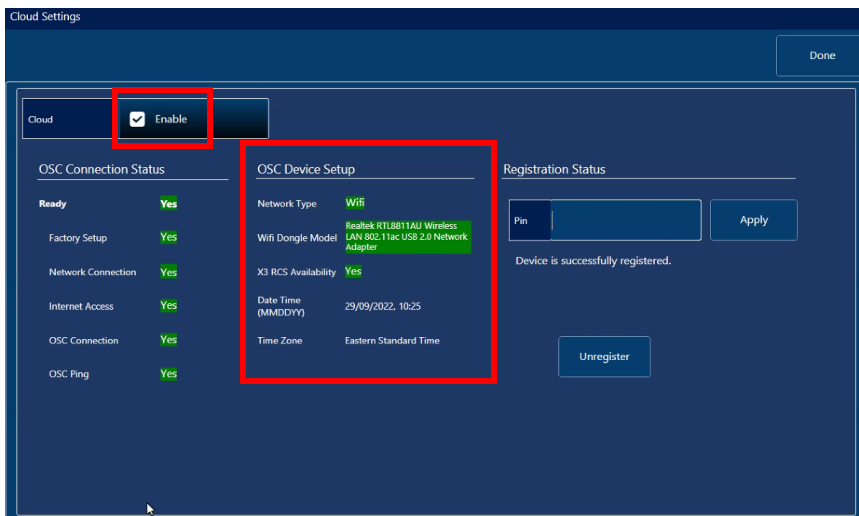 Cloud Settings
Done
Cloud
Enable
OSC Connection Status
Ready Yes
Factory Setup Yes
Network Connection Yes
Internet Access Yes
OSC Connection Yes
OSC Ping Yes
OSC Device Setup
Network Type Wifi
Wifi Dongle Model Realtek RTL8811AU Wireless
LAN 802.11ac USB 2.0 Network
Adapter
X3 RCS Availability Yes
Date Time
(MMDDYY) 29/09/2022, 10:25
Time Zone Eastern Standard Time
Registration Status
Pin
Apply
Device is successfully registered.
Unregister